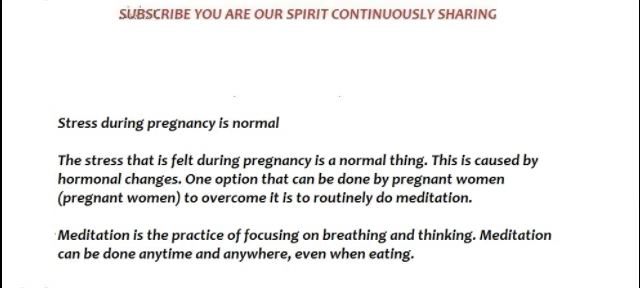 SUBSCRIBE YOU ARE OUR SPIRIT CONTINUOUSLY SHARING
Stress during pregnancy is normal
The stress that is felt during pregnancy is a normal thing. This is caused by
hormonal changes. One option that can be done by pregnant women
(pregnant women) to overcome it is to routinely do meditation.
Meditation is the practice of focusing on breathing and thinking. Meditation
can be done anytime and anywhere, even when eating.